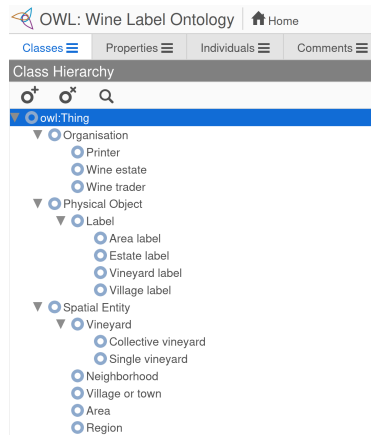 OWL: Wine Label Ontology Home
Classes Properties Individuals Comments
Class Hierarchy
owl:Thing
Organisation
Printer
Wine estate
Wine trader
Physical Object
Label
Area label
Estate label
Vineyard label
Village label
Spatial Entity
Vineyard
Collective vineyard
Single vineyard
Neighborhood
Village or town
Area
Region